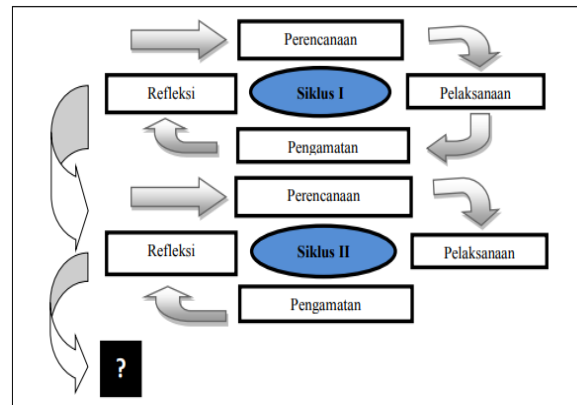 Perencanaan
Refleksi
Siklus I
Pelaksanaan
Pengamatan
Perencanaan
Refleksi
Siklus II
Pelaksanaan
Pengamatan
?